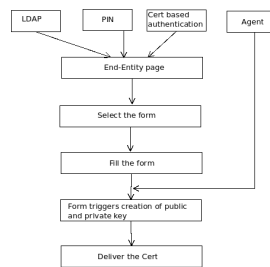 LDAP
PIN
Cert based
authentication
Agent
End-Entity page
Select the form
Fill the form
Form triggers creation of public
and private key
Deliver the Cert